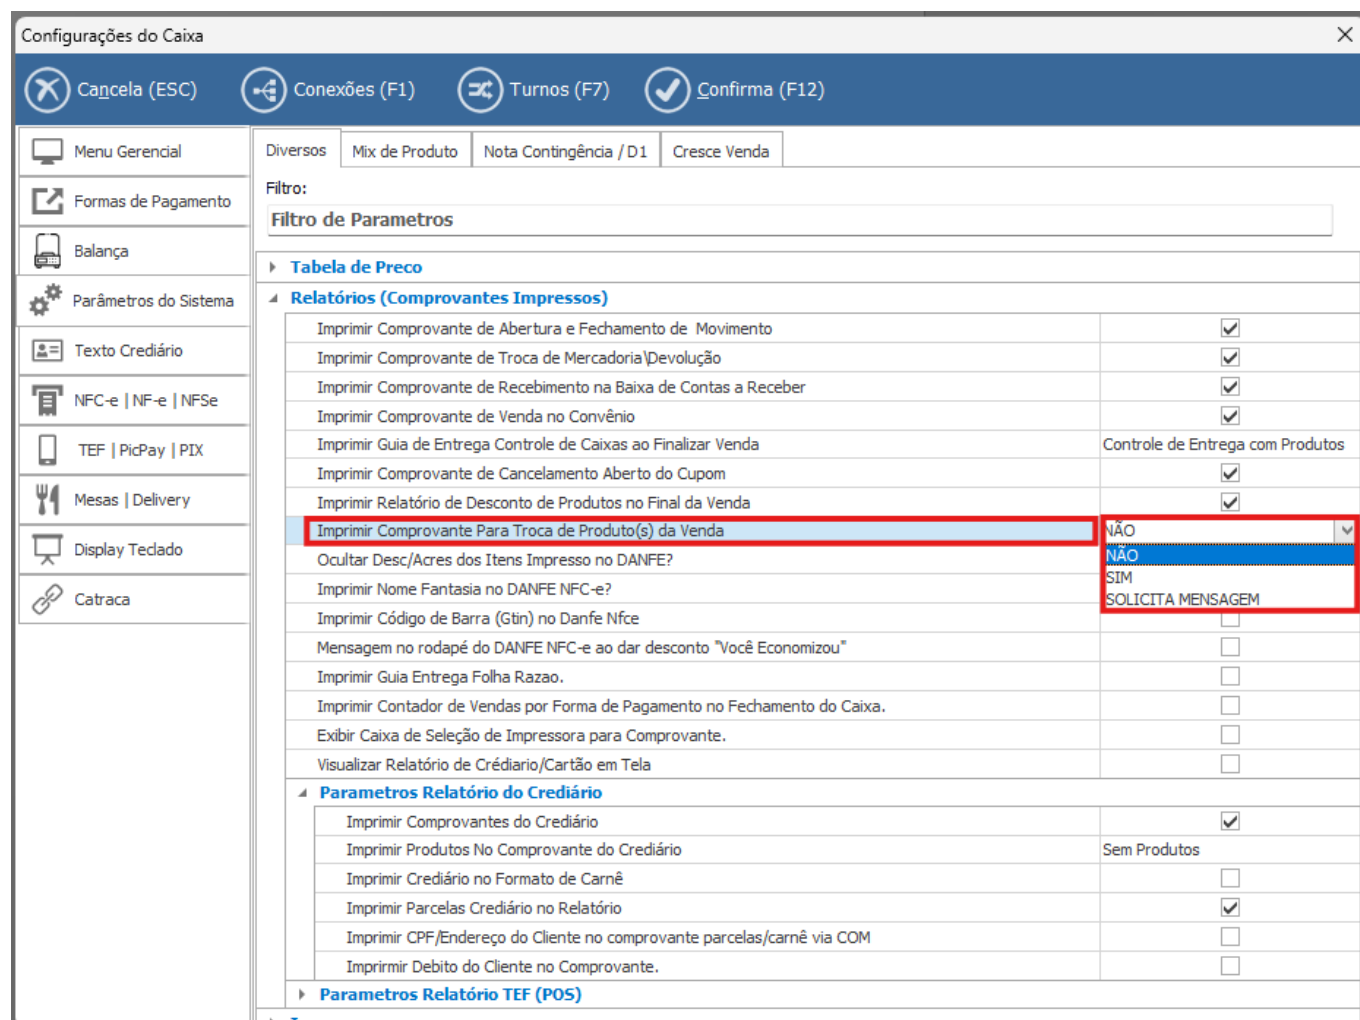 Configurações do Caixa
Cancela (ESC)
Conexões (F1)
Turnos (F7)
Confirma (F12)
Menu Gerencial
Formas de Pagamento
Balança
Parâmetros do Sistema
Texto Crediário
NFC-e | NF-e | NFSe
TEF | PicPay | PIX
Mesas | Delivery
Display Teclado
Catraca
Diversos
Mix de Produto
Nota Contingência / D1
Cresce Venda
Filtro:
Filtro de Parametros
Tabela de Preco
Relatórios (Comprovantes Impressos)
Imprimir Comprovante de Abertura e Fechamento de Movimento
Imprimir Comprovante de Troca de Mercadoria\Devolução
Imprimir Comprovante de Recebimento na Baixa de Contas a Receber
Imprimir Comprovante de Venda no Convênio
Imprimir Guia de Entrega Controle de Caixas ao Finalizar Venda
Controle de Entrega com Produtos
Imprimir Comprovante de Cancelamento Aberto do Cupom
Imprimir Relatório de Desconto de Produtos no Final da Venda
Imprimir Comprovante Para Troca de Produto(s) da Venda
NÃO
NÃO
SIM
SOLICITA MENSAGEM
Ocultar Desc/Acres dos Itens Impresso no DANFE?
Imprimir Nome Fantasia no DANFE NFC-e?
Imprimir Código de Barra (Gtin) no Danfe Nfce
Mensagem no rodapé do DANFE NFC-e ao dar desconto "Você Economizou"
Imprimir Guia Entrega Folha Razao.
Imprimir Contador de Vendas por Forma de Pagamento no Fechamento do Caixa.
Exibir Caixa de Seleção de Impressora para Comprovante.
Visualizar Relatório de Crédiario/Cartão em Tela
Parametros Relatório do Crediário
Imprimir Comprovantes do Crediário
Imprimir Produtos No Comprovante do Crediário
Sem Produtos
Imprimir Crediário no Formato de Carnê
Imprimir Parcelas Crediário no Relatório
Imprimir CPF/Endereço do Cliente no comprovante parcelas/carnê via COM
Imprirmir Debito do Cliente no Comprovante.
Parametros Relatório TEF (POS)